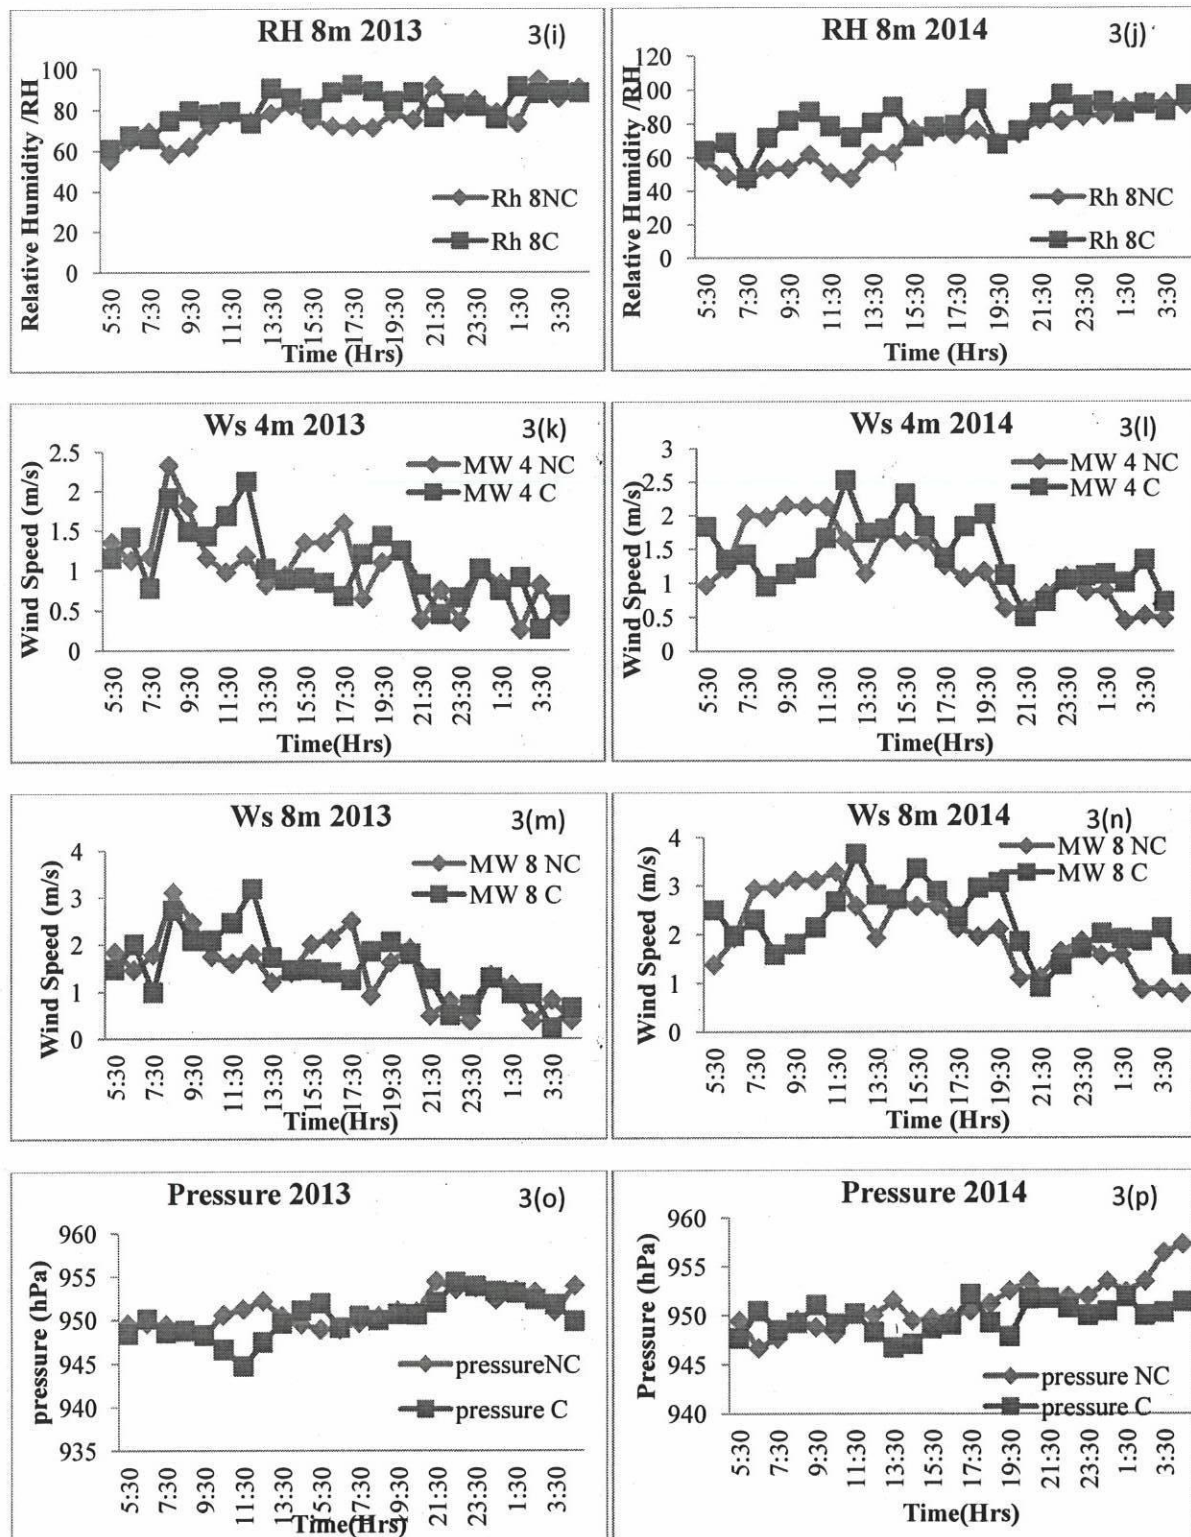 RH 8m 2013
3(i)
Relative Humidity /RH
100
80
60
40
20
0
Rh 8NC
Rh 8C
5:30
7:30
9:30
11:30
13:30
15:30
17:30
19:30
21:30
23:30
1:30
3:30
Time (Hrs)
RH 8m 2014
3(j)
Relative Humidity /RH
120
100
80
60
40
20
0
Rh 8NC
Rh 8C
5:30
7:30
9:30
11:30
13:30
15:30
17:30
19:30
21:30
23:30
1:30
3:30
Time (Hrs)
Ws 4m 2013
3(k)
Wind Speed (m/s)
2.5
2
1.5
1
0.5
0
MW 4 NC
MW 4 C
5:30
7:30
9:30
11:30
13:30
15:30
17:30
19:30
21:30
23:30
1:30
3:30
Time(Hrs)
Ws 4m 2014
3(l)
Wind Speed (m/s)
3
2.5
2
1.5
1
0.5
0
MW 4 NC
MW 4 C
5:30
7:30
9:30
11:30
13:30
15:30
17:30
19:30
21:30
23:30
1:30
3:30
Time(Hrs)
Ws 8m 2013
3(m)
Wind Speed (m/s)
4
3
2
1
0
MW 8 NC
MW 8 C
5:30
7:30
9:30
11:30
13:30
15:30
17:30
19:30
21:30
23:30
1:30
3:30
Time(Hrs)
Ws 8m 2014
3(n)
Wind Speed (m/s)
4
3
2
1
0
MW 8 NC
MW 8 C
5:30
7:30
9:30
11:30
13:30
15:30
17:30
19:30
21:30
23:30
1:30
3:30
Time (Hrs)
Pressure 2013
3(o)
pressure (hPa)
960
955
950
945
940
935
pressureNC
pressure C
5:30
7:30
9:30
11:30
13:30
15:30
17:30
19:30
21:30
23:30
1:30
3:30
Time(Hrs)
Pressure 2014
3(p)
Pressure (hPa)
960
955
950
945
940
pressure NC
pressure C
5:30
7:30
9:30
11:30
13:30
15:30
17:30
19:30
21:30
23:30
1:30
3:30
Time(Hrs)